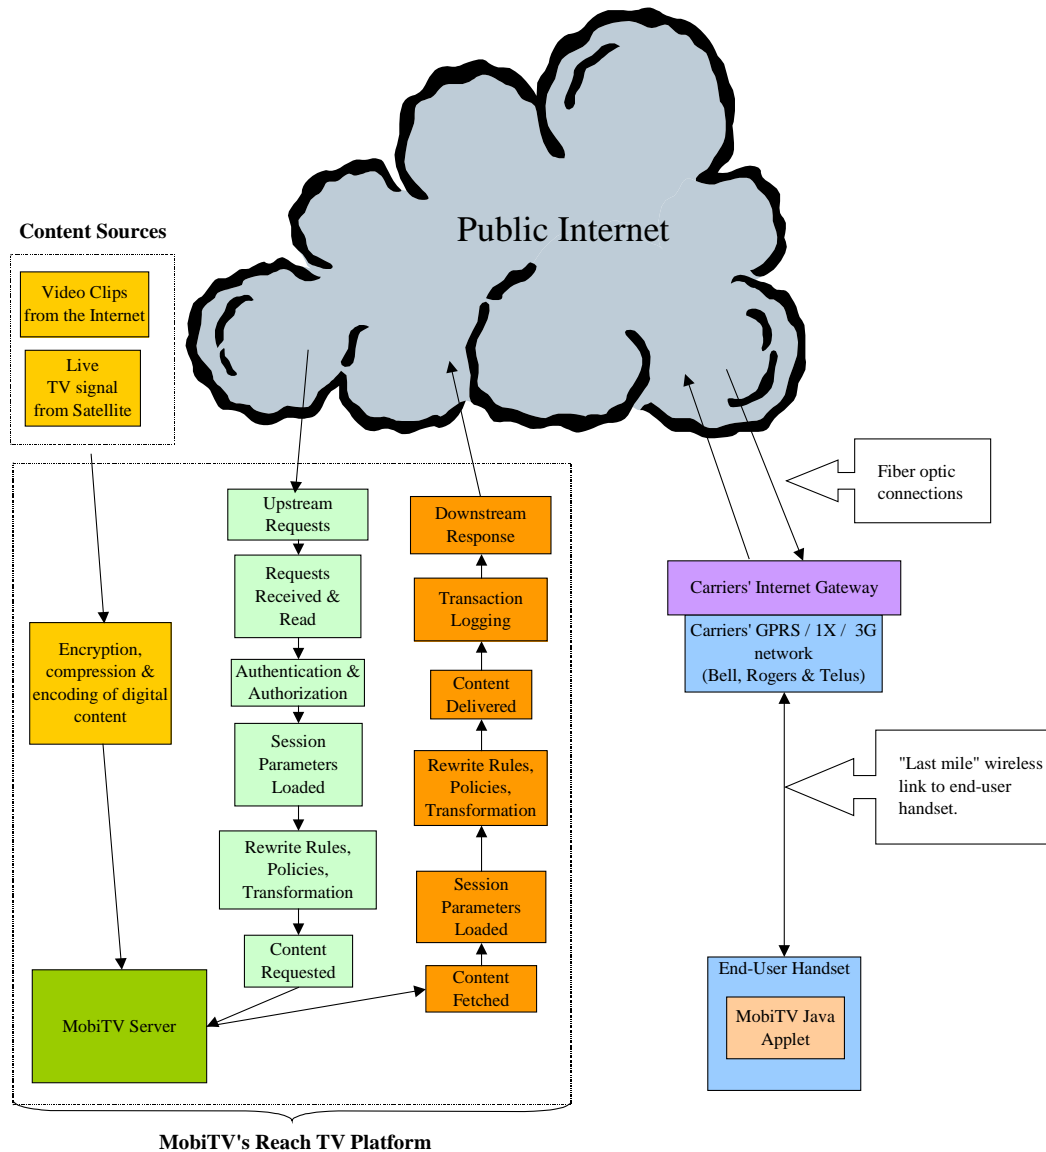 Public Internet
Content Sources
Video Clips
from the Internet
Live
TV signal
from Satellite
Encryption,
compression &
encoding of digital
content
MobiTV Server
Upstream
Requests
Requests
Received &
Read
Authentication &
Authorization
Session
Parameters
Loaded
Rewrite Rules,
Policies,
Transformation
Content
Requested
Downstream
Response
Transaction
Logging
Content
Delivered
Rewrite Rules,
Policies,
Transformation
Session
Parameters
Loaded
Content
Fetched
MobiTV's Reach TV Platform
Fiber optic
connections
Carriers' Internet Gateway
Carriers' GPRS / 1X / 3G
network
(Bell, Rogers & Telus)
"Last mile" wireless
link to end-user
handset.
End-User Handset
MobiTV Java
Applet